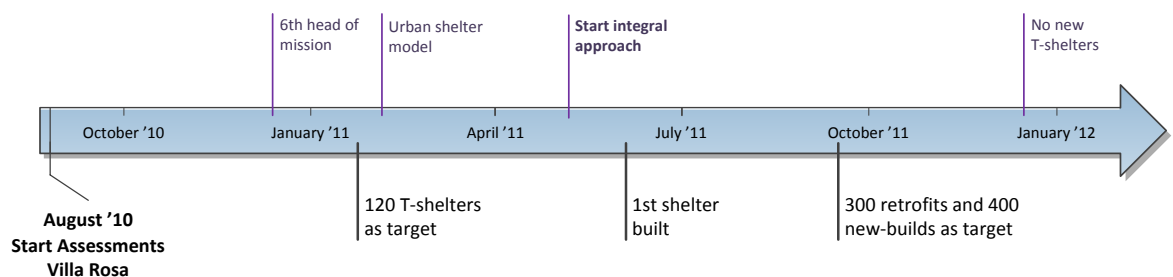 6th head of
mission
Urban shelter
model
Start integral
approach
No new
T-shelters
October ’10
January ’11
April ’11
July ’11
October ’11
January ’12
August ’10
Start Assessments
Villa Rosa
120 T-shelters
as target
1st shelter
built
300 retrofits and 400
new-builds as target